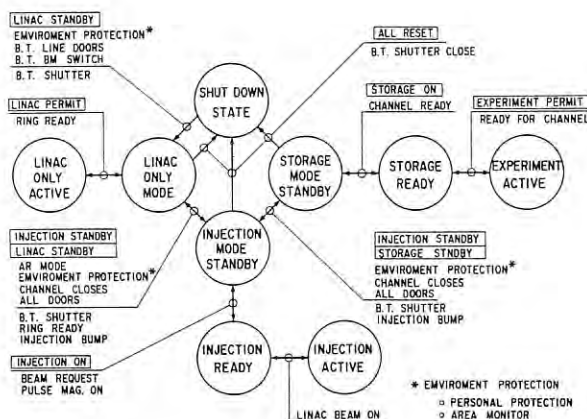 LINAC STANDBY
ENVIROMENT PROTECTION*
B.T. LINE DOORS
B.T. BM SWITCH
B.T. SHUTTER
ALL RESET
B.T. SHUTTER CLOSE
LINAC PERMIT
RING READY
SHUT DOWN
STATE
STORAGE ON
CHANNEL READY
EXPERIMENT PERMIT
READY FOR CHANNEL
LINAC
ONLY
ACTIVE
LINAC
ONLY
MODE
STORAGE
MODE
STANDBY
STORAGE
READY
EXPERIMENT
ACTIVE
INJECTION STANDBY
LINAC STANDBY
AR MODE
ENVIROMENT PROTECTION*
CHANNEL CLOSES
ALL DOORS
B.T. SHUTTER
RING READY
INJECTION BUMP
INJECTION
MODE
STANDBY
INJECTION STANDBY
STORAGE STNDBY
ENVIROMENT PROTECTION*
CHANNEL CLOSES
ALL DOORS
B.T. SHUTTER
INJECTION BUMP
INJECTION ON
BEAM REQUEST
PULSE MAG. ON
INJECTION
READY
INJECTION
ACTIVE
LINAC BEAM ON
* EMVIROMENT PROTECTION
PERSONAL PROTECTION
AREA MONITOR